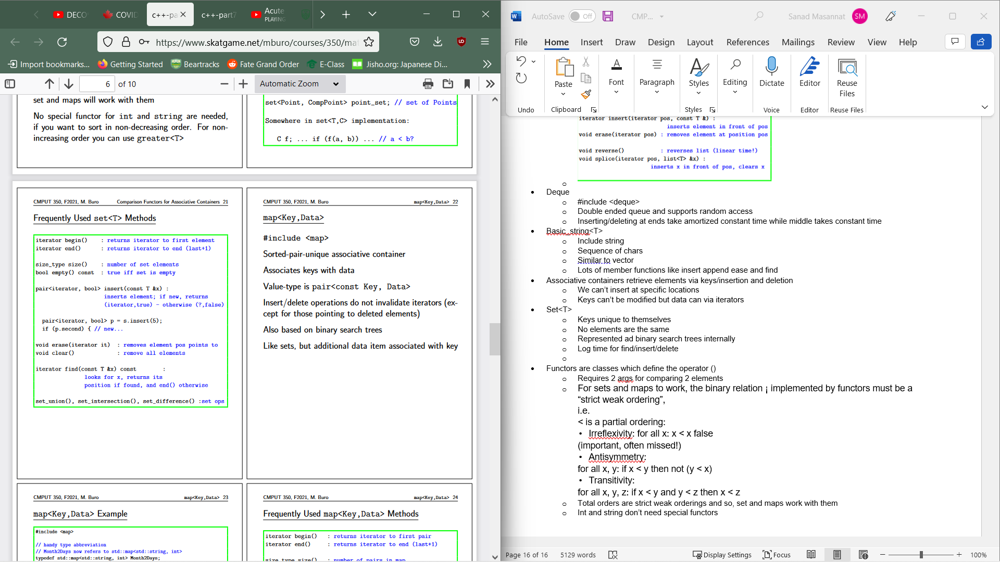 DECO
COVID
c++-pa
c++-part7
Acute
PLAYING
https://www.skatgame.net/mburo/courses/350/mat
Import bookmarks...
Getting Started
Beartracks
Fate Grand Order
E-Class
Jisho.org: Japanese Di...
6 of 10
Automatic Zoom
set and maps will work with them
No special functor for int and string are needed,
if you want to sort in non-decreasing order. For non-
increasing order you can use greater<T>
set<Point, CompPoint> point_set; // set of Points
Somewhere in set<T,C> implementation:
C f; ... if (f(a, b)) ... // a < b?
CMPUT 350, F2021, M. Buro Comparison Functors for Associative Containers 21
Frequently Used set<T> Methods
iterator begin() : returns iterator to first element
iterator end() : returns iterator to end (last+1)
size_type size() : number of set elements
bool empty() const : true iff set is empty
pair<iterator, bool> insert(const T &x) :
inserts element; if new, returns
(iterator,true) - otherwise (?,false)
pair<iterator, bool> p = s.insert(5);
if (p.second) { // new...
void erase(iterator it) : removes element pos points to
void clear() : remove all elements
iterator find(const T &x) const :
looks for x, returns its
position if found, and end() otherwise
set_union(), set_intersection(), set_difference() :set ops
CMPUT 350, F2021, M. Buro map<Key,Data> 22
map<Key,Data>
#include <map>
Sorted-pair-unique associative container
Associates keys with data
Value-type is pair<const Key, Data>
Insert/delete operations do not invalidate iterators (ex-
cept for those pointing to deleted elements)
Also based on binary search trees
Like sets, but additional data item associated with key
CMPUT 350, F2021, M. Buro map<Key,Data> 23
map<Key,Data> Example
#include <map>
// handy type abbreviation
// Month2Days now refers to std::map<std::string, int>
typedef std::map<std::string, int> Month2Days;
CMPUT 350, F2021, M. Buro map<Key,Data> 24
Frequently Used map<Key,Data> Methods
iterator begin() : returns iterator to first pair
iterator end() : returns iterator to end (last+1)
size_type size() : number of pairs in map
AutoSave Off
CMP...
Sanad Masannat SM
File Home Insert Draw Design Layout References Mailings Review View Help
Paste
Font
Paragraph
Styles
Editing
Dictate
Editor
Reuse
Files
Undo
Clipboard
Styles
Voice
Editor
Reuse Files
iterator insert(iterator pos, const T &) :
inserts element in front of pos
void erase(iterator pos) : removes element at position pos
void reverse() : reverses list (linear time!)
void splice(iterator pos, list<T> &x) :
inserts x in front of pos, clears x
o
• Deque
o #include <deque>
o Double ended queue and supports random access
o Inserting/deleting at ends take amortized constant time while middle takes constant time
• Basic_string<T>
o Include string
o Sequence of chars
o Similar to vector
o Lots of member functions like insert append ease and find
• Associative containers retrieve elements via keys/insertion and deletion
o We can't insert at specific locations
o Keys can't be modified but data can via iterators
• Set<T>
o Keys unique to themselves
o No elements are the same
o Represented ad binary search trees internally
o Log time for find/insert/delete
o
• Functors are classes which define the operator ()
o Requires 2 args for comparing 2 elements
o For sets and maps to work, the binary relation ¡ implemented by functors must be a
“strict weak ordering”,
i.e.
< is a partial ordering:
• Irreflexivity: for all x: x < x false
(important, often missed!)
• Antisymmetry:
for all x, y: if x < y then not (y < x)
• Transitivity:
for all x, y, z: if x < y and y < z then x < z
o Total orders are strict weak orderings and so, set and maps work with them
o Int and string don't need special functors
Page 16 of 16 5129 words Display Settings Focus 100%